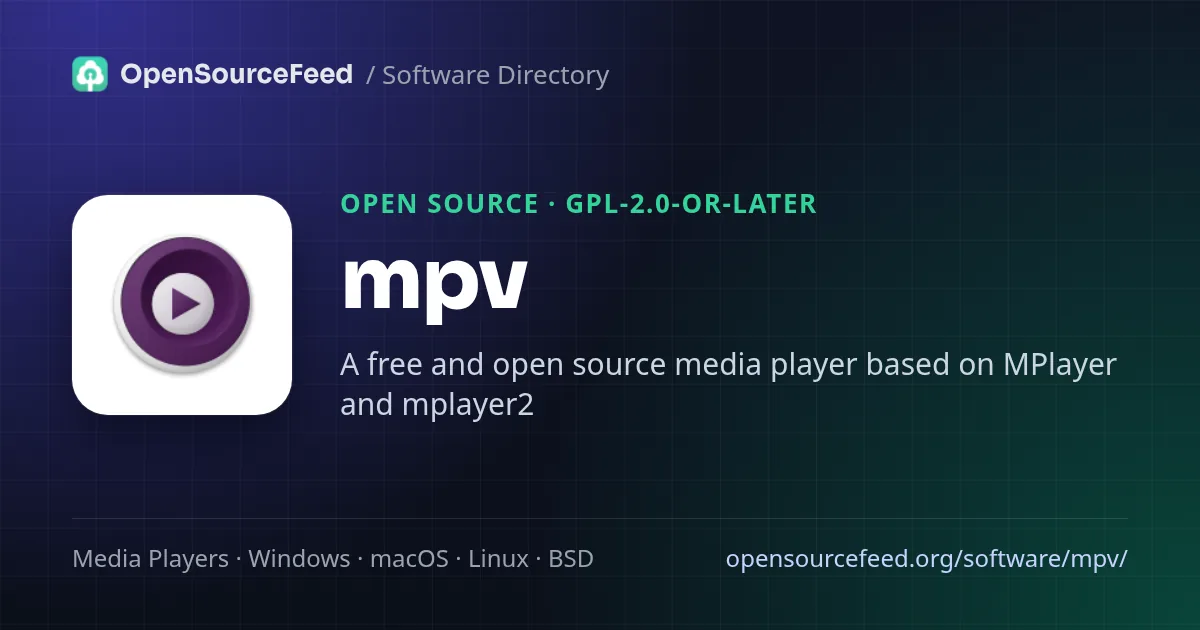 OpenSourceFeed / Software Directory
OPEN SOURCE · GPL-2.0-OR-LATER
mpv
A free and open source media player based on MPlayer
and mplayer2
Media Players · Windows · macOS · Linux · BSD
opensourcefeed.org/software/mpv/